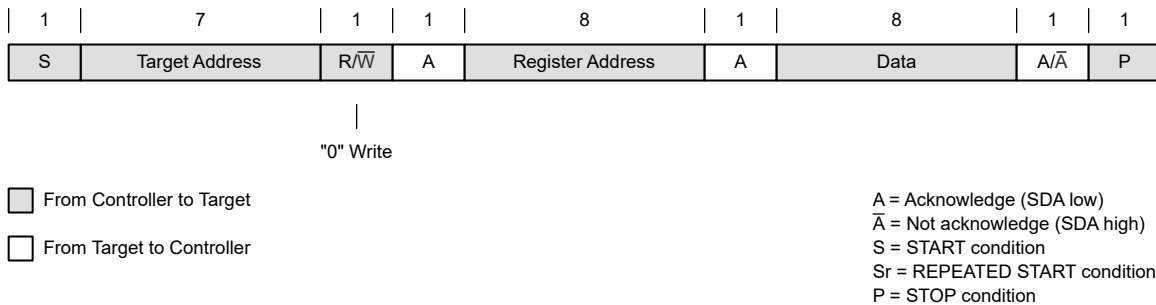 1 7 1 1 8 1 8 1 1
S Target Address R/W̅ A Register Address A Data A/A̅ P
"0" Write
From Controller to Target
From Target to Controller
A = Acknowledge (SDA low)
A̅ = Not acknowledge (SDA high)
S = START condition
Sr = REPEATED START condition
P = STOP condition